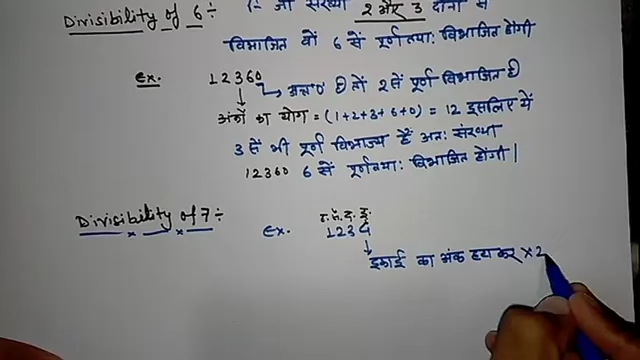 Divisibility of 6 ÷ जो संख्या 2 और 3 दोनों से
विभाजित वों 6 सें पूर्णतया: विभाजित होंगी
Ex. 12360
अन्त '0' है तों 2 सें पूर्ण विभाजित है
अंकों का योग = (1+2+3+6+0) = 12 इसलिए यें
3 सें भी पूर्ण विभाज्य हैं अत: संख्या
12360 6 सें पूर्णतया: विभाजित होंगी|
Divisibility of 7 ÷ Ex. 1234
इकाई का अंक हटाकर ×2